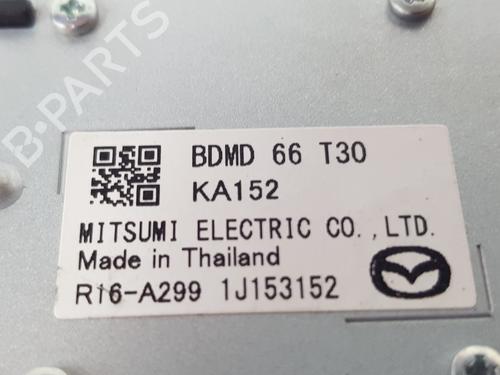 B-PARTS
BDMD 66 T30
KA152
MITSUMI ELECTRIC CO.,LTD.
Made in Thailand
R16-A299 1J153152